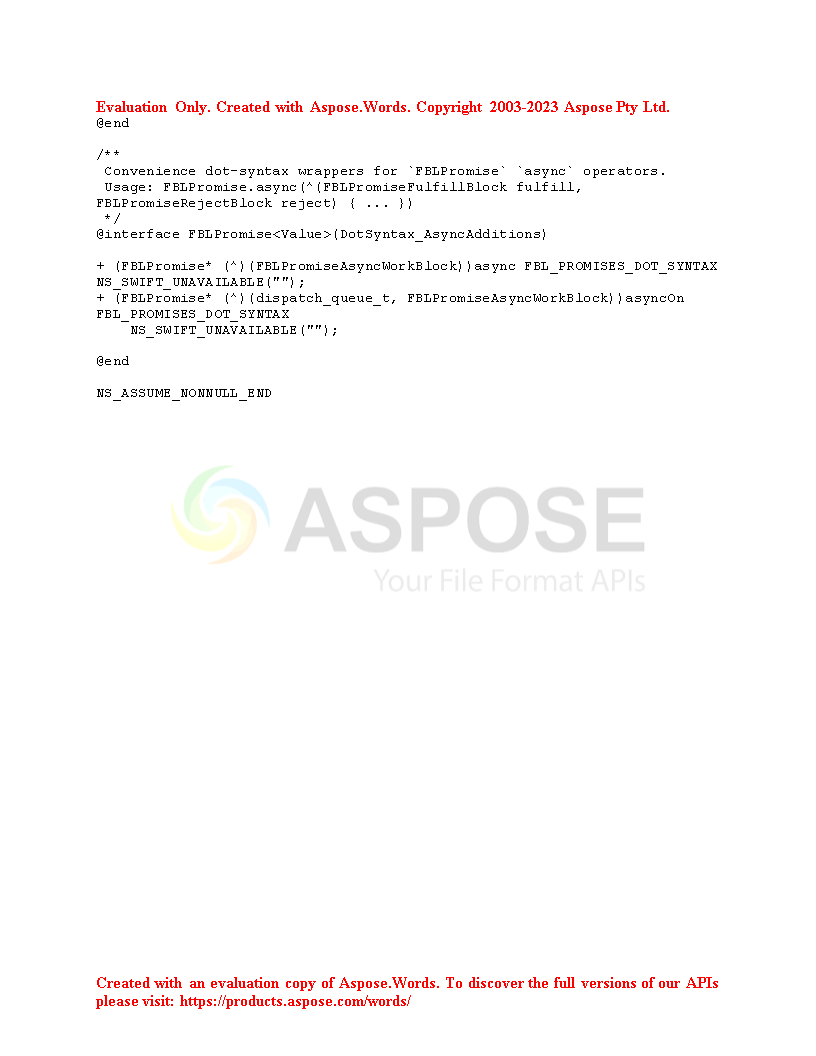 Evaluation Only. Created with Aspose.Words. Copyright 2003-2023 Aspose Pty Ltd.
@end
/**
 Convenience dot-syntax wrappers for `FBLPromise` `async` operators.
 Usage: FBLPromise.async(^(FBLPromiseFulfillBlock fulfill,
FBLPromiseRejectBlock reject) { ... })
 */
@interface FBLPromise<Value>(DotSyntax_AsyncAdditions)
+ (FBLPromise* (^)(FBLPromiseAsyncWorkBlock))async FBL_PROMISES_DOT_SYNTAX
NS_SWIFT_UNAVAILABLE("");
+ (FBLPromise* (^)(dispatch_queue_t, FBLPromiseAsyncWorkBlock))asyncOn
FBL_PROMISES_DOT_SYNTAX
    NS_SWIFT_UNAVAILABLE("");
@end
NS_ASSUME_NONNULL_END
ASPOSE
Your File Format APIs
Created with an evaluation copy of Aspose.Words. To discover the full versions of our APIs
please visit: https://products.aspose.com/words/